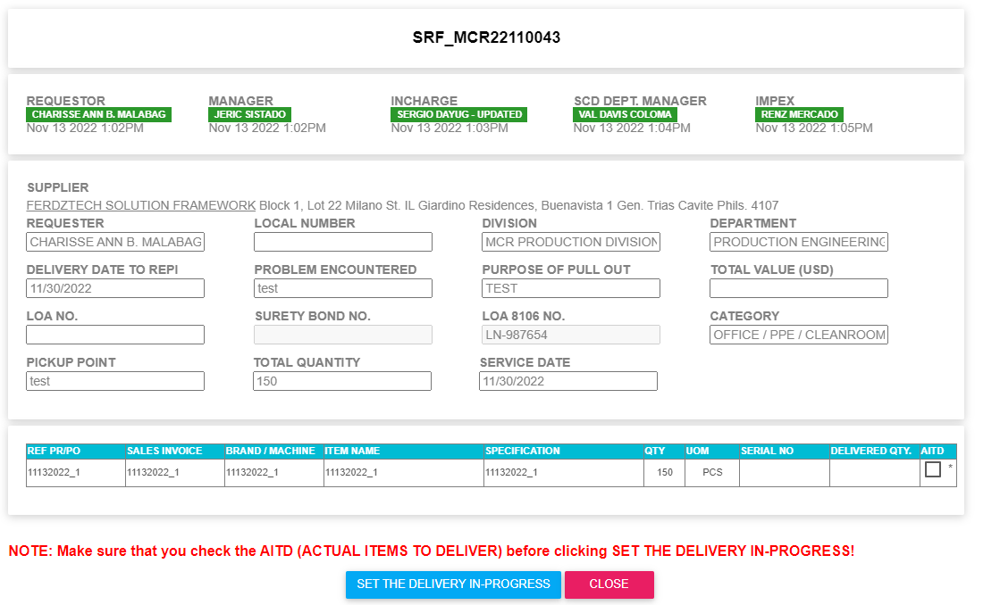 SRF_MCR22110043
REQUESTOR MANAGER INCHARGE SCD DEPT. MANAGER IMPEX
CHARISSE ANN B. MALABAG JERIC SISTADO SERGIO DAYUG - UPDATED VAL DAVIS COLOMA RENZ MERCADO
Nov 13 2022 1:02PM Nov 13 2022 1:02PM Nov 13 2022 1:03PM Nov 13 2022 1:04PM Nov 13 2022 1:05PM
SUPPLIER
FERDZTECH SOLUTION FRAMEWORK Block 1, Lot 22 Milano St. IL Giardino Residences, Buenavista 1 Gen. Trias Cavite Phils. 4107
REQUESTER LOCAL NUMBER DIVISION DEPARTMENT
CHARISSE ANN B. MALABAG MCR PRODUCTION DIVISION PRODUCTION ENGINEERING
DELIVERY DATE TO REPI PROBLEM ENCOUNTERED PURPOSE OF PULL OUT TOTAL VALUE (USD)
11/30/2022 test TEST
LOA NO. SURETY BOND NO. LOA 8106 NO. CATEGORY
LN-987654 OFFICE / PPE / CLEANROOM
PICKUP POINT TOTAL QUANTITY SERVICE DATE
test 150 11/30/2022
REF PR/PO SALES INVOICE BRAND / MACHINE ITEM NAME SPECIFICATION QTY UOM SERIAL NO DELIVERED QTY. AITD
11132022_1 11132022_1 11132022_1 11132022_1 11132022_1 150 PCS *
NOTE: Make sure that you check the AITD (ACTUAL ITEMS TO DELIVER) before clicking SET THE DELIVERY IN-PROGRESS!
SET THE DELIVERY IN-PROGRESS CLOSE